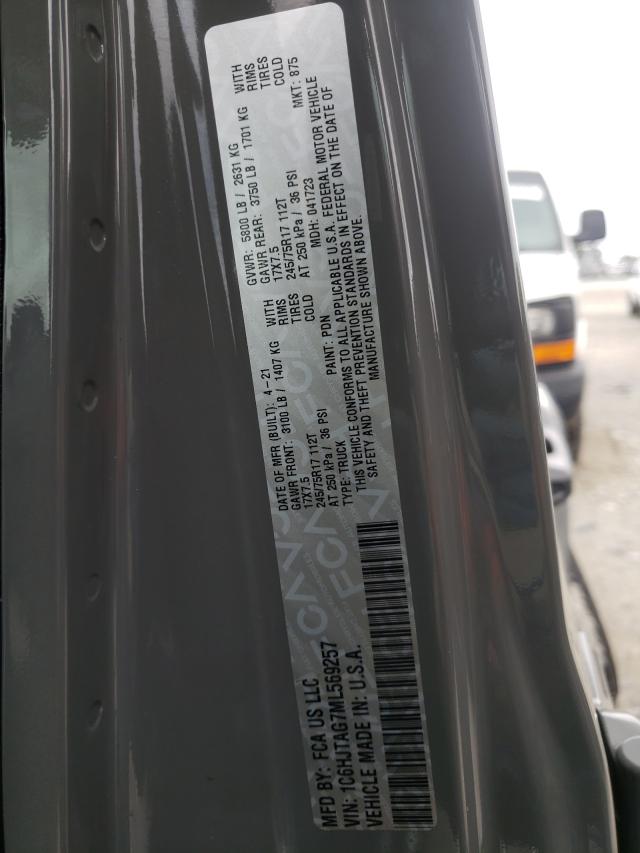 MFD BY: FCA US LLC
VIN: 1C6HJTAG7ML569257
VEHICLE MADE IN: U.S.A.
DATE OF MFR (BUILT): 4-21 GVWR: 5800 LB / 2631 KG
GAWR FRONT: 3100 LB / 1407 KG WITH GAWR REAR: 3750 LB / 1701 KG WITH
17X7.5 RIMS 17X7.5 RIMS
245/75R17 112T TIRES 245/75R17 112T TIRES
AT 250 kPa / 36 PSI COLD AT 250 kPa / 36 PSI COLD
TYPE: TRUCK PAINT: PDN MDH: 041723 MKT: 875
THIS VEHICLE CONFORMS TO ALL APPLICABLE U.S.A. FEDERAL MOTOR VEHICLE
SAFETY AND THEFT PREVENTION STANDARDS IN EFFECT ON THE DATE OF
MANUFACTURE SHOWN ABOVE.